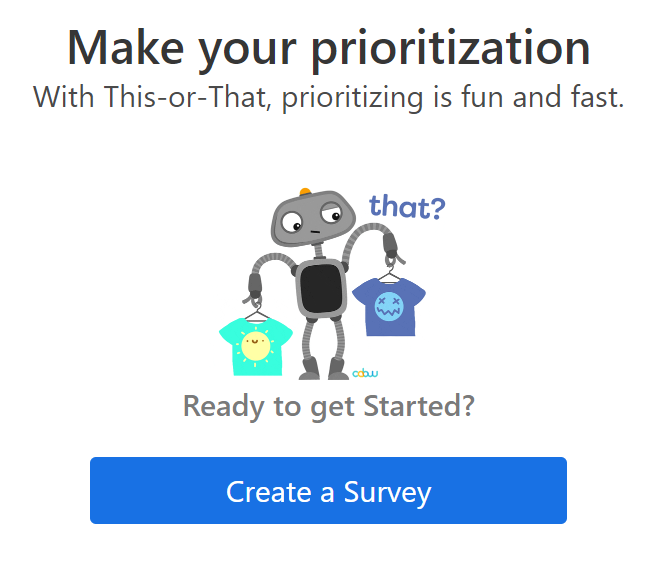 Make your prioritization
With This-or-That, prioritizing is fun and fast.
that?
Ready to get Started?
Create a Survey